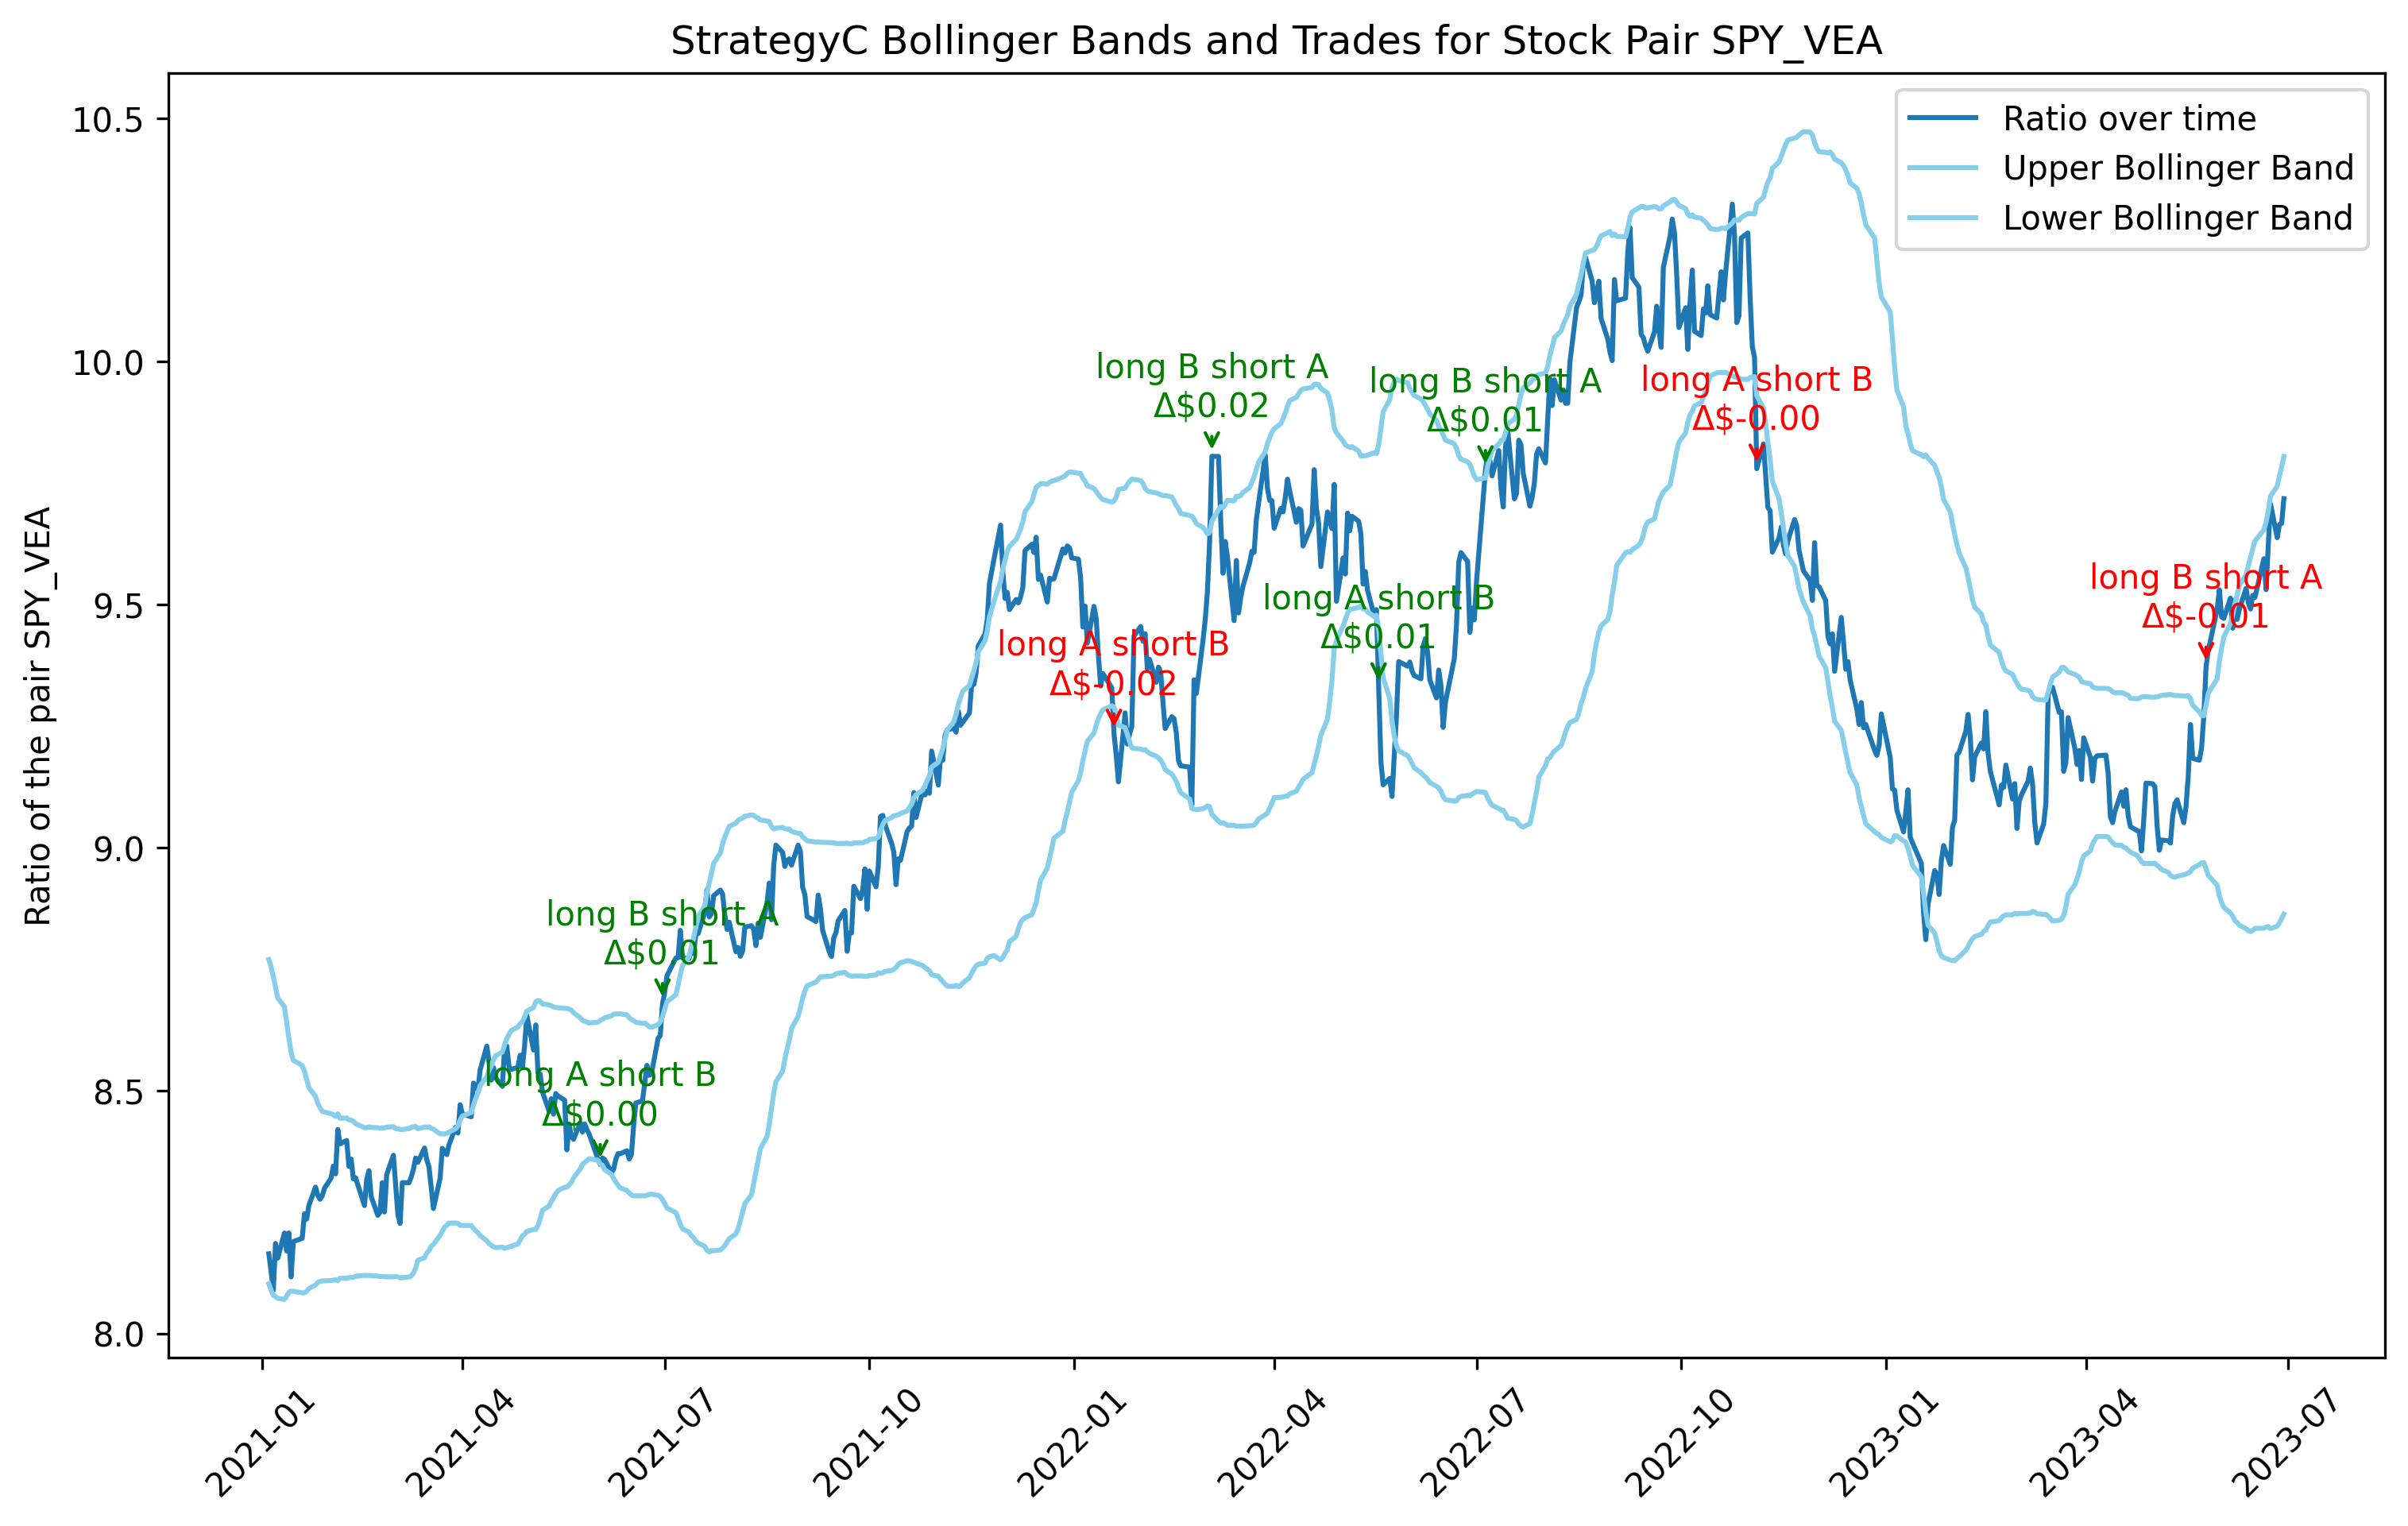 StrategyC Bollinger Bands and Trades for Stock Pair SPY_VEA
Ratio of the pair SPY_VEA
10.5
10.0
9.5
9.0
8.5
8.0
Ratio over time
Upper Bollinger Band
Lower Bollinger Band
long B short A
Δ$0.02
long B short A
Δ$0.01
long A short B
Δ$-0.00
long B short A
Δ$-0.01
long A short B
Δ$0.01
long A short B
Δ$-0.02
long B short A
Δ$0.01
long A short B
Δ$0.00
2021-01
2021-04
2021-07
2021-10
2022-01
2022-04
2022-07
2022-10
2023-01
2023-04
2023-07